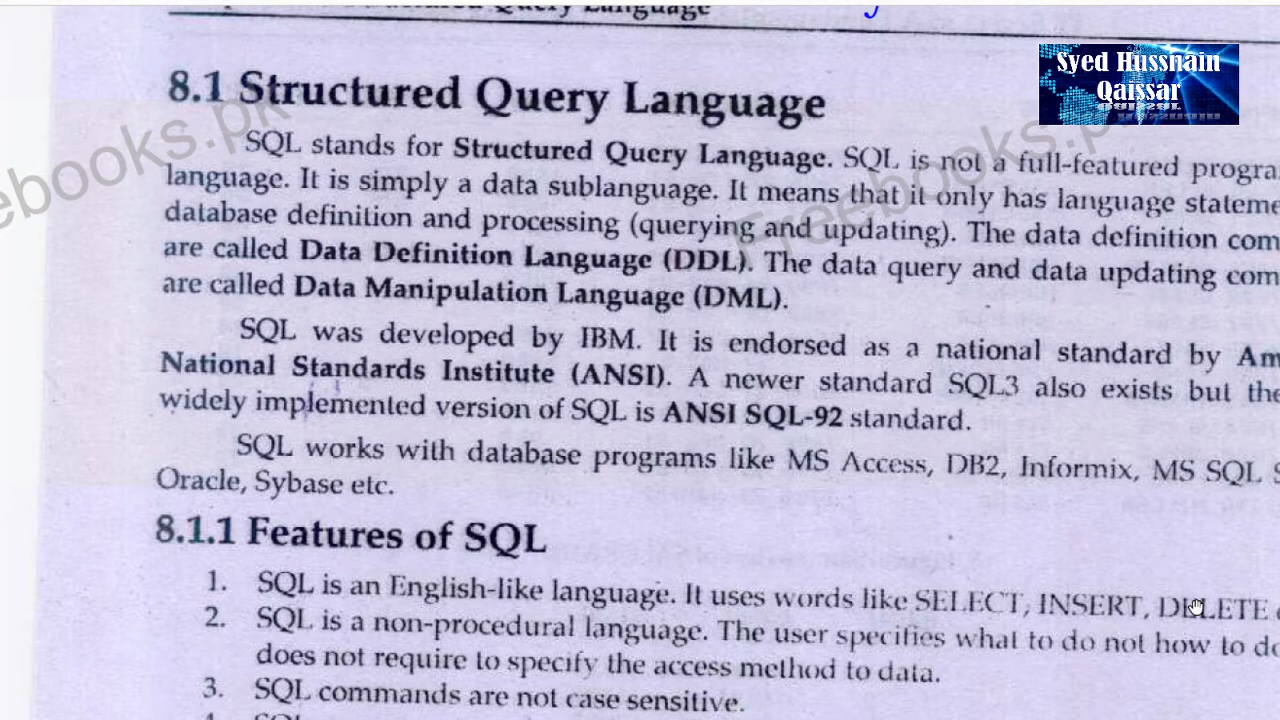 Structured Query Language
Syed Hussnain
Qaissar
8.1 Structured Query Language
SQL stands for Structured Query Language. SQL is not a full-featured progra
language. It is simply a data sublanguage. It means that it only has language stateme
database definition and processing (querying and updating). The data definition com
are called Data Definition Language (DDL). The data query and data updating com
are called Data Manipulation Language (DML).
SQL was developed by IBM. It is endorsed as a national standard by Am
National Standards Institute (ANSI). A newer standard SQL3 also exists but the
widely implemented version of SQL is ANSI SQL-92 standard.
SQL works with database programs like MS Access, DB2, Informix, MS SQL S
Oracle, Sybase etc.
8.1.1 Features of SQL
1. SQL is an English-like language. It uses words like SELECT, INSERT, DELETE
2. SQL is a non-procedural language. The user specifies what to do not how to do
does not require to specify the access method to data.
3. SQL commands are not case sensitive.
4. SQL
ebooks.pk
Freebooks.p